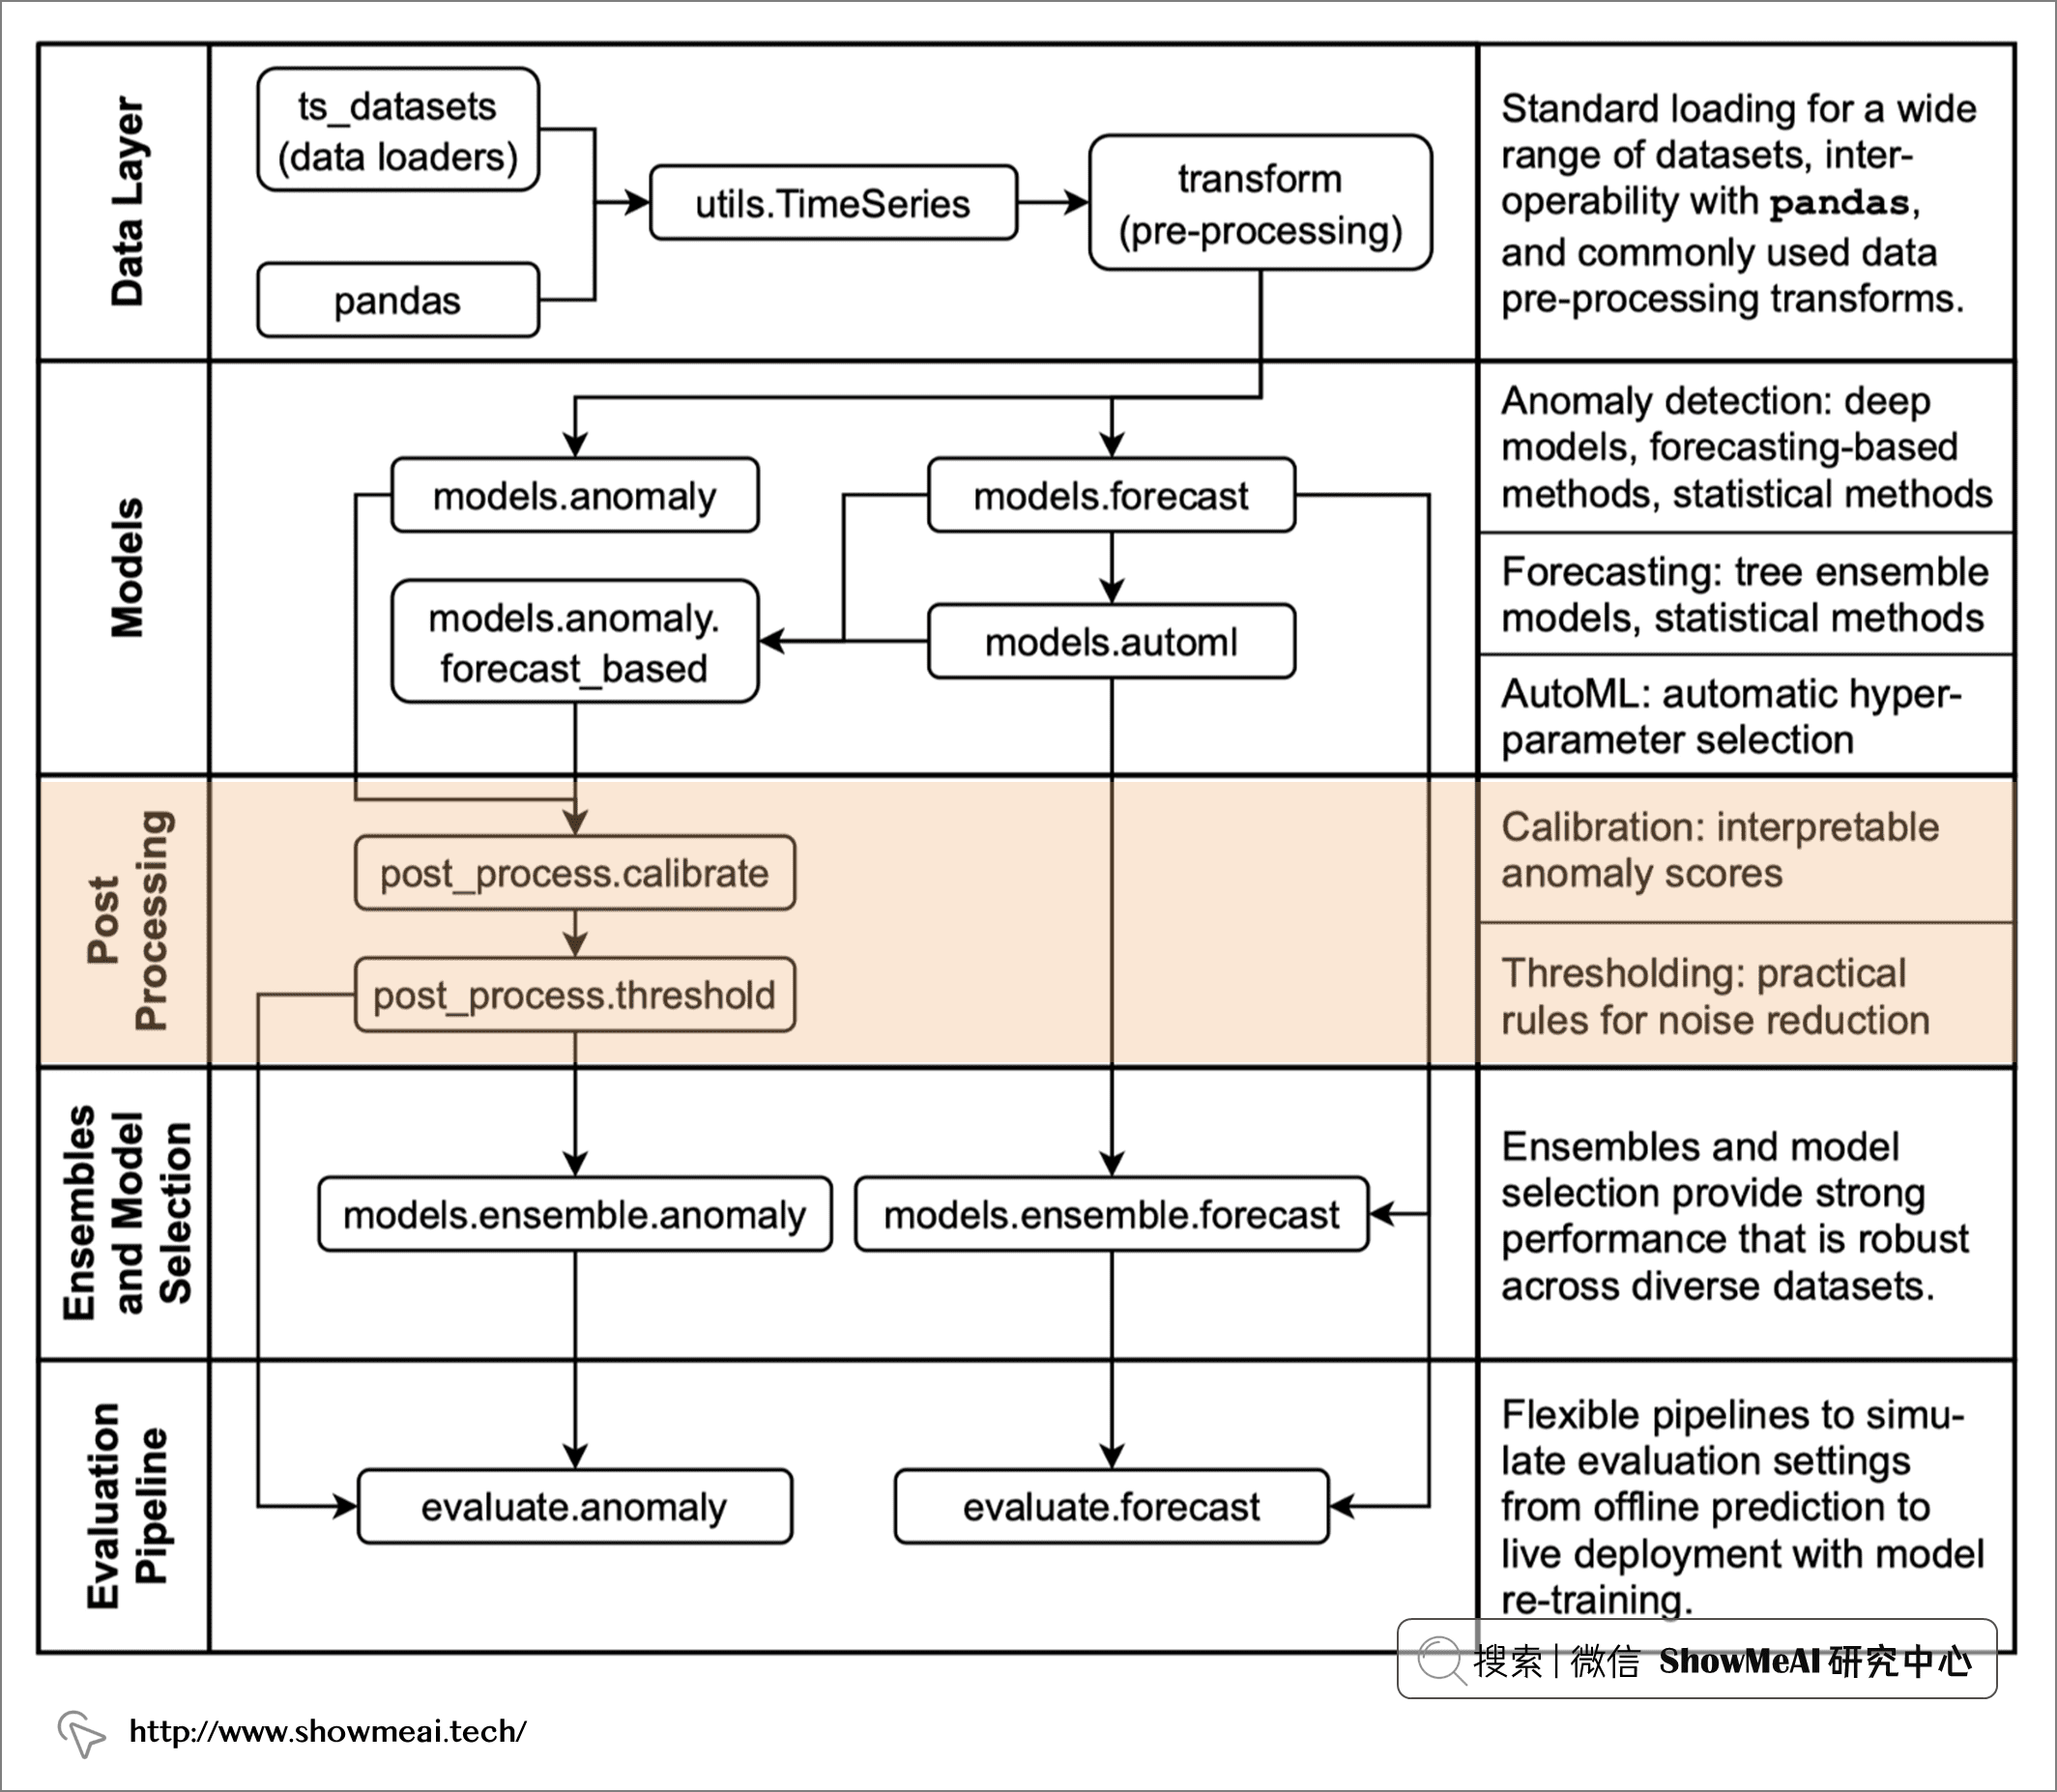 Data Layer
ts_datasets
(data loaders)
pandas
utils.TimeSeries
transform
(pre-processing)
Standard loading for a wide
range of datasets, inter-
operability with pandas,
and commonly used data
pre-processing transforms.
Models
models.anomaly
models.forecast
models.anomaly.
forecast_based
models.automl
Anomaly detection: deep
models, forecasting-based
methods, statistical methods
Forecasting: tree ensemble
models, statistical methods
AutoML: automatic hyper-
parameter selection
Post
Processing
post_process.calibrate
post_process.threshold
Calibration: interpretable
anomaly scores
Thresholding: practical
rules for noise reduction
Ensembles
and Model
Selection
models.ensemble.anomaly
models.ensemble.forecast
Ensembles and model
selection provide strong
performance that is robust
across diverse datasets.
Evaluation
Pipeline
evaluate.anomaly
evaluate.forecast
Flexible pipelines to simu-
late evaluation settings
from offline prediction to
live deployment with model
re-training.
搜索|微信 ShowMeAI 研究中心
http://www.showmeai.tech/